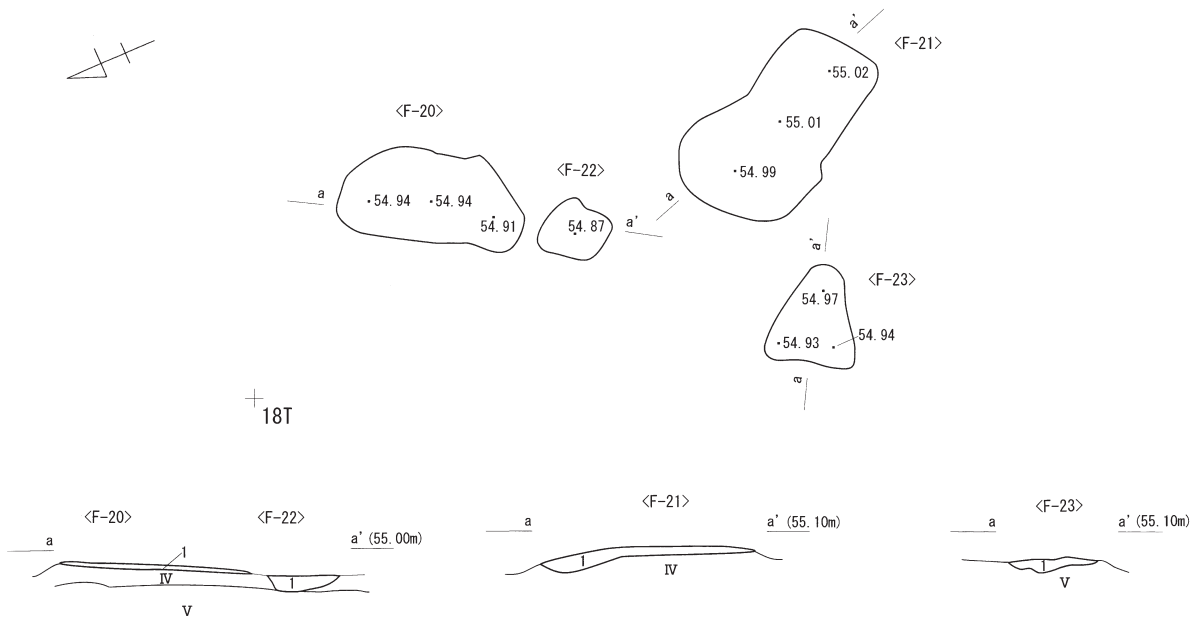 a'
<F-21>
55.02
<F-20>
55.01
<F-22>
54.99
a
54.94
54.94
a
54.91
54.87
a'
a'
<F-23>
54.97
54.94
54.93
a
18T
<F-20>
<F-22>
<F-21>
<F-23>
a
a' (55.00m)
a
a' (55.10m)
a
a' (55.10m)
1
IV
1
V
1
IV
1
V